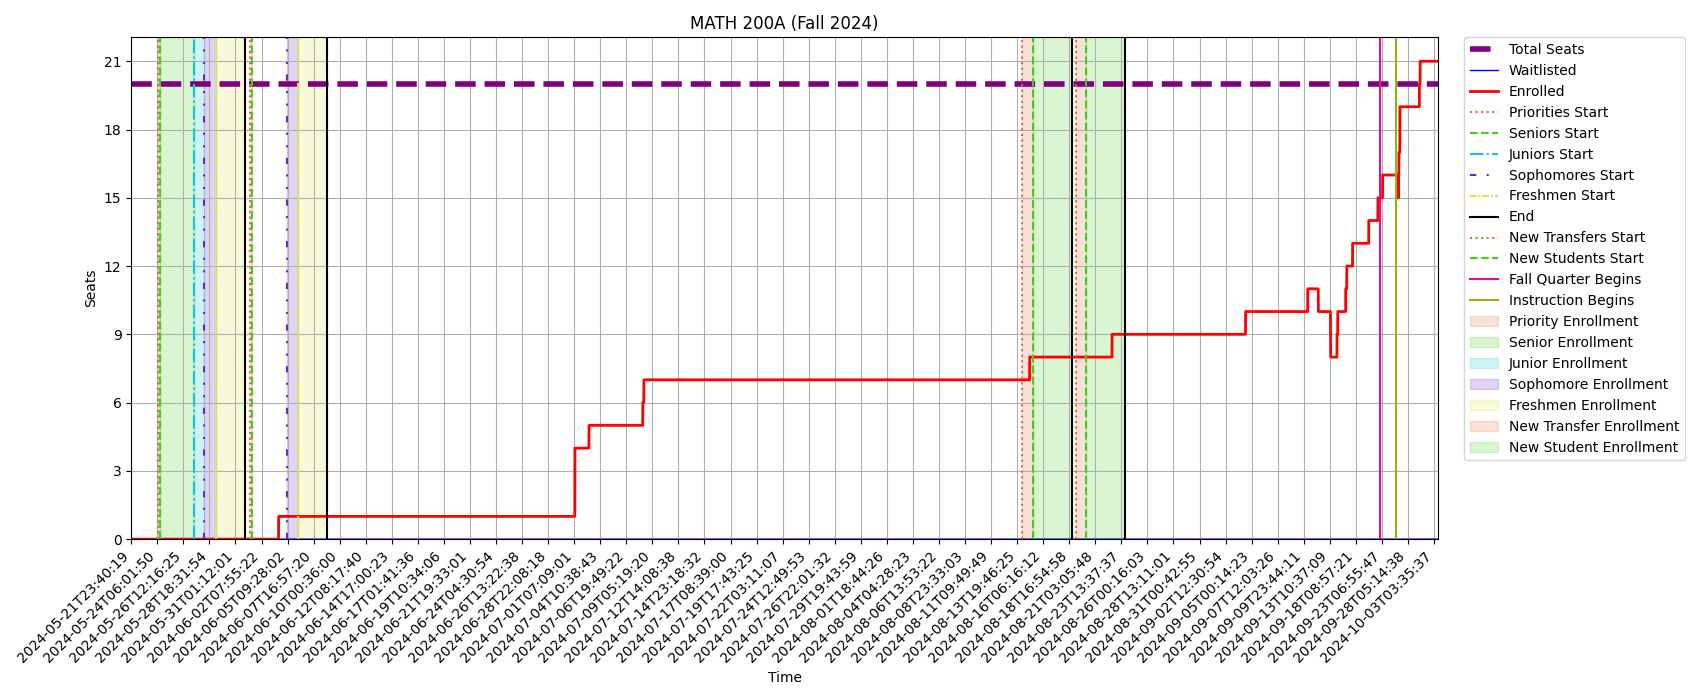 MATH 200A (Fall 2024)
Seats
21
18
15
12
9
6
3
0
2024-05-21T23:40:19
2024-05-24T06:01:50
2024-05-26T12:16:25
2024-05-28T18:31:54
2024-05-31T01:12:01
2024-06-02T07:55:22
2024-06-05T09:28:02
2024-06-07T16:57:20
2024-06-10T00:36:00
2024-06-12T08:17:40
2024-06-14T17:00:23
2024-06-17T01:41:36
2024-06-19T10:34:06
2024-06-21T19:33:01
2024-06-24T04:30:54
2024-06-26T13:22:38
2024-06-28T22:08:18
2024-07-01T07:09:01
2024-07-04T10:38:43
2024-07-06T19:49:22
2024-07-09T05:19:20
2024-07-12T14:08:38
2024-07-14T23:18:32
2024-07-17T08:39:00
2024-07-19T17:43:25
2024-07-22T03:11:07
2024-07-24T12:49:53
2024-07-26T22:01:32
2024-07-29T19:43:59
2024-08-01T18:44:26
2024-08-04T04:28:23
2024-08-06T13:53:22
2024-08-08T23:33:03
2024-08-11T09:49:49
2024-08-13T19:46:25
2024-08-16T06:16:12
2024-08-18T16:54:58
2024-08-21T03:05:48
2024-08-23T13:37:37
2024-08-26T00:16:03
2024-08-28T13:11:01
2024-08-31T00:42:55
2024-09-02T12:30:54
2024-09-05T00:14:23
2024-09-07T12:03:26
2024-09-09T23:44:11
2024-09-13T10:37:09
2024-09-18T08:57:21
2024-09-23T06:55:47
2024-09-28T05:14:38
2024-10-03T03:35:37
Time
Total Seats
Waitlisted
Enrolled
Priorities Start
Seniors Start
Juniors Start
Sophomores Start
Freshmen Start
End
New Transfers Start
New Students Start
Fall Quarter Begins
Instruction Begins
Priority Enrollment
Senior Enrollment
Junior Enrollment
Sophomore Enrollment
Freshmen Enrollment
New Transfer Enrollment
New Student Enrollment